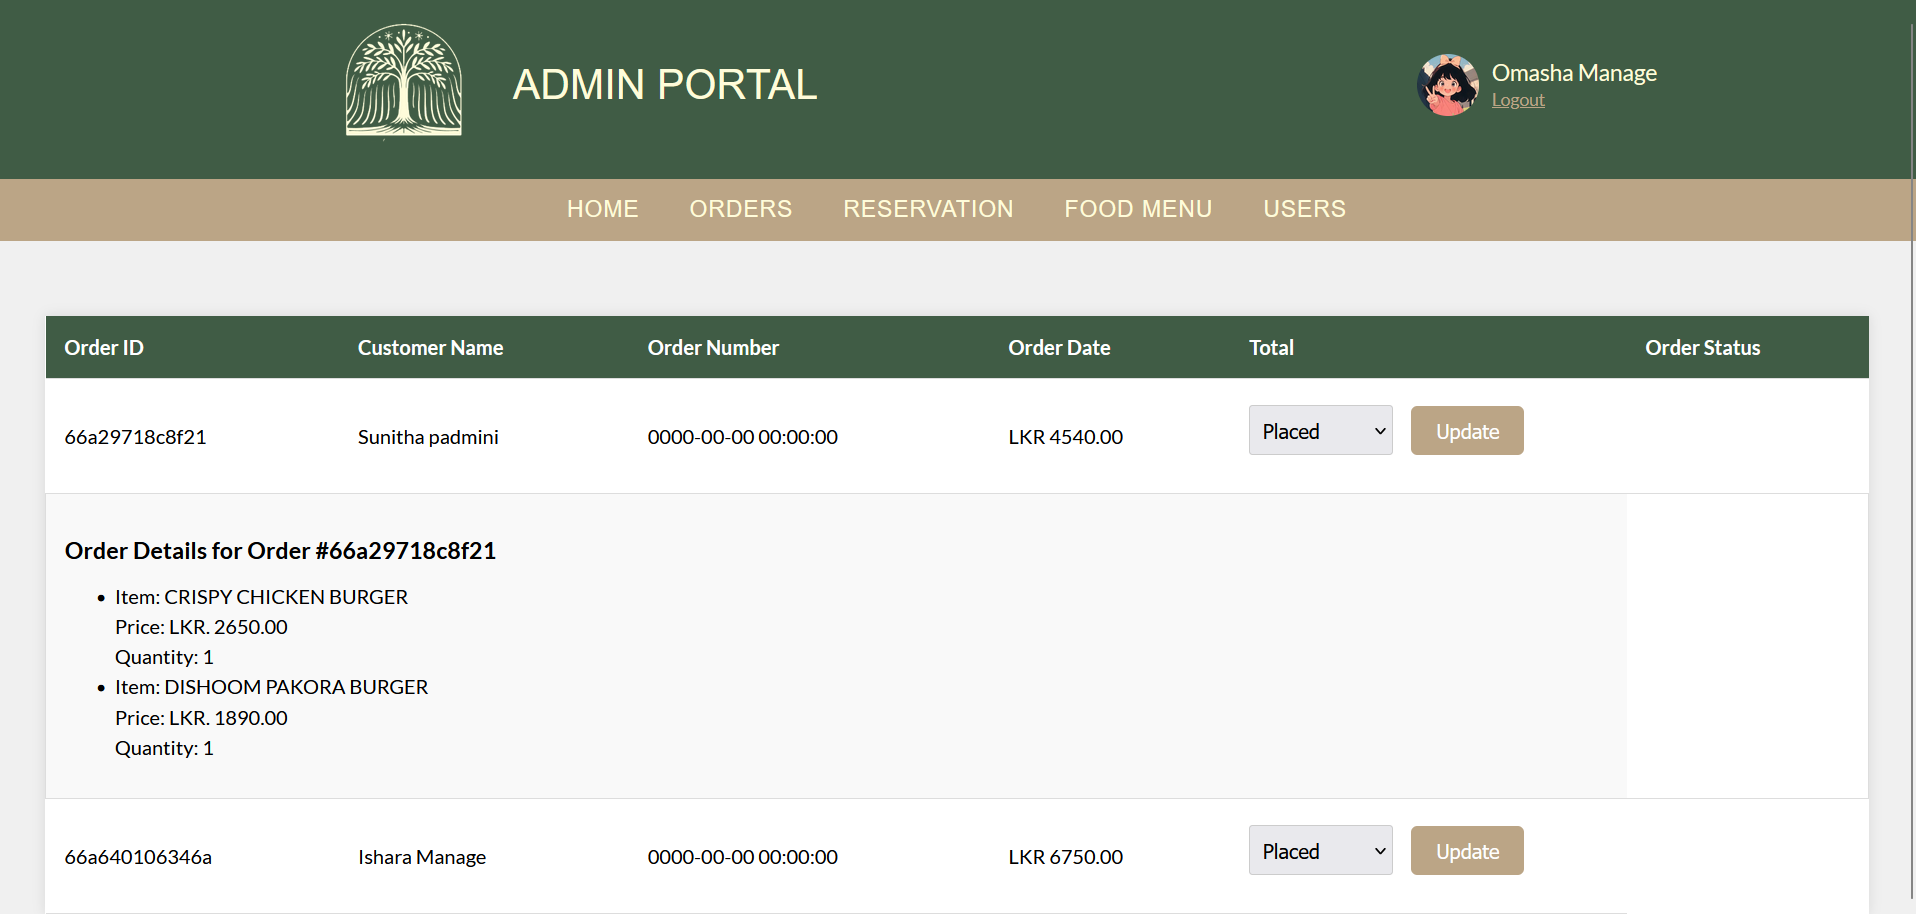 ADMIN PORTAL
Omasha Manage
Logout
HOME ORDERS RESERVATION FOOD MENU USERS
Order ID Customer Name Order Number Order Date Total Order Status
66a29718c8f21 Sunitha padmini 0000-00-00 00:00:00 LKR 4540.00 Placed Update
Order Details for Order #66a29718c8f21
• Item: CRISPY CHICKEN BURGER
Price: LKR. 2650.00
Quantity: 1
• Item: DISHOOM PAKORA BURGER
Price: LKR. 1890.00
Quantity: 1
66a640106346a Ishara Manage 0000-00-00 00:00:00 LKR 6750.00 Placed Update